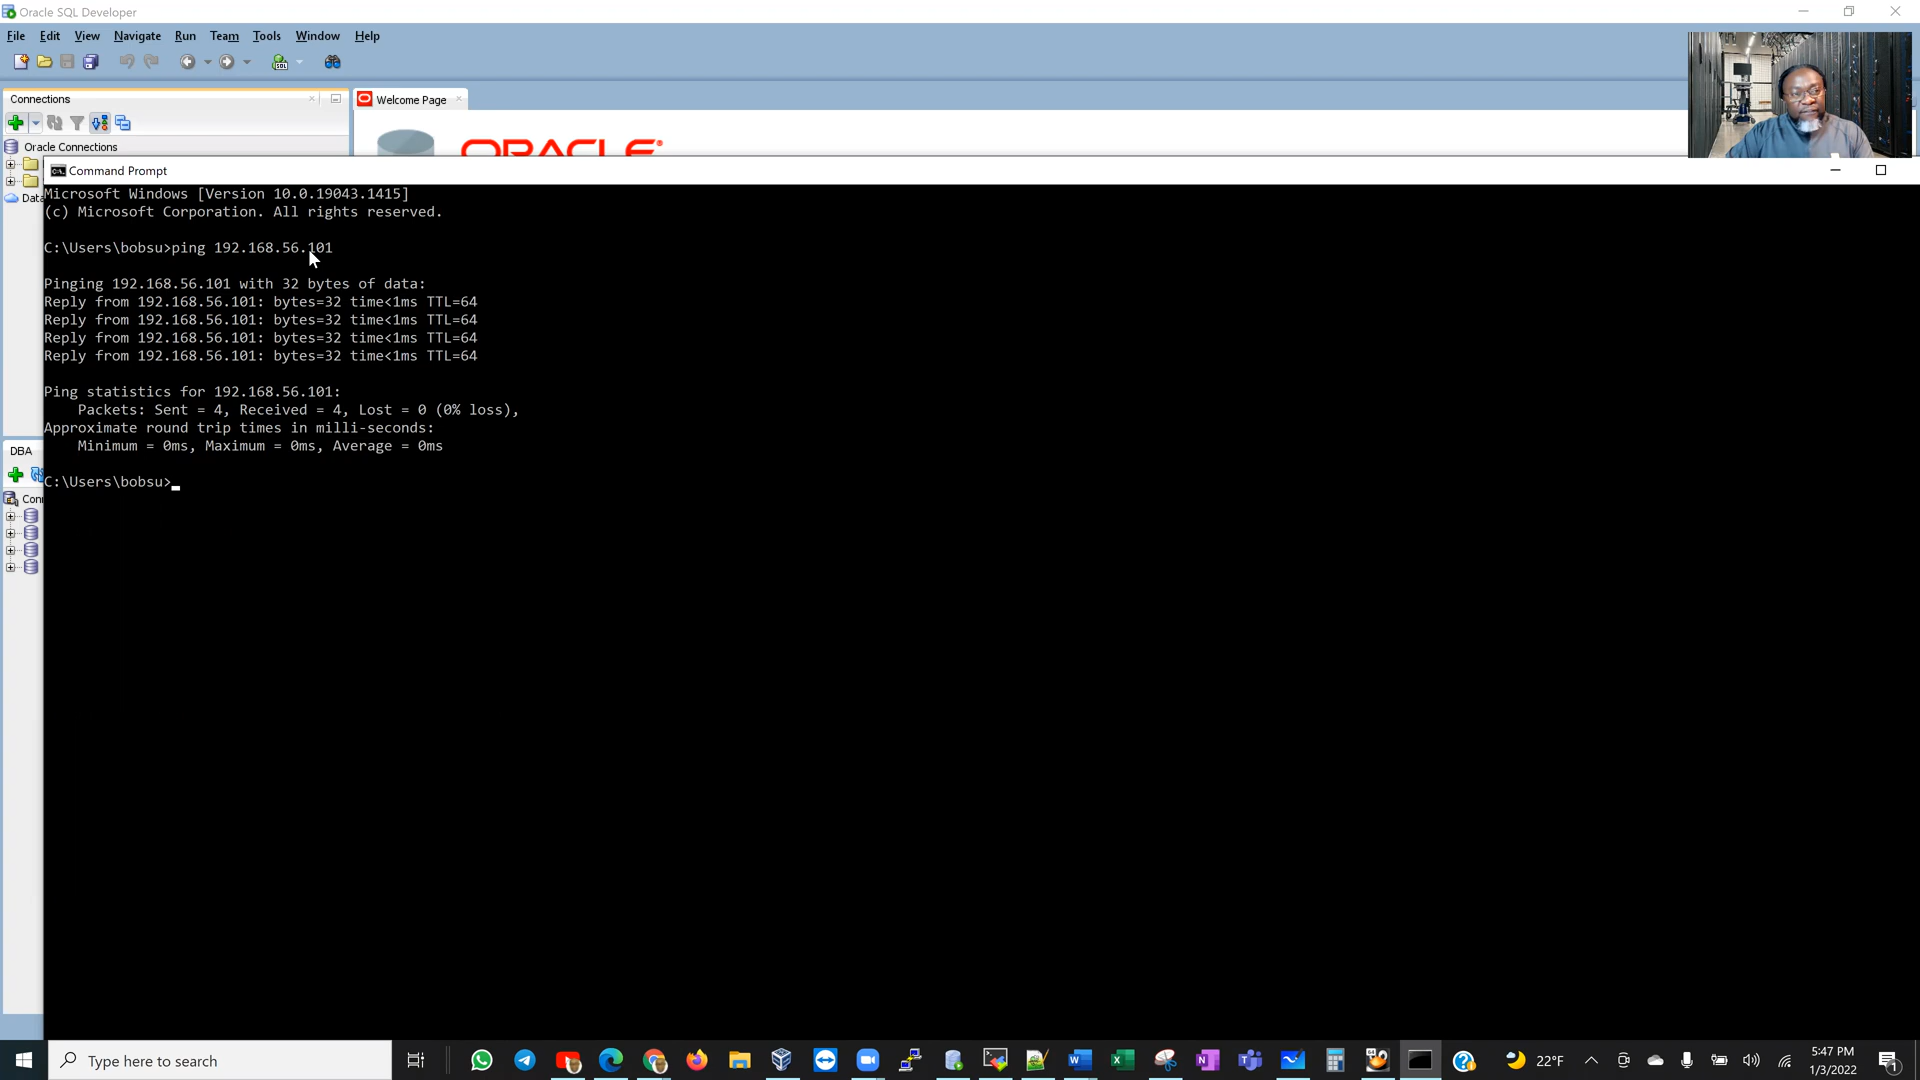 Oracle SQL Developer
File Edit View Navigate Run Team Tools Window Help
Connections
Welcome Page
Oracle Connections
ORACLE
Command Prompt
Microsoft Windows [Version 10.0.19043.1415]
(c) Microsoft Corporation. All rights reserved.
C:\Users\bobsu>ping 192.168.56.101
Pinging 192.168.56.101 with 32 bytes of data:
Reply from 192.168.56.101: bytes=32 time<1ms TTL=64
Reply from 192.168.56.101: bytes=32 time<1ms TTL=64
Reply from 192.168.56.101: bytes=32 time<1ms TTL=64
Reply from 192.168.56.101: bytes=32 time<1ms TTL=64
Ping statistics for 192.168.56.101:
Packets: Sent = 4, Received = 4, Lost = 0 (0% loss),
Approximate round trip times in milli-seconds:
Minimum = 0ms, Maximum = 0ms, Average = 0ms
C:\Users\bobsu>
DBA
Type here to search
22°F
5:47 PM
1/3/2022